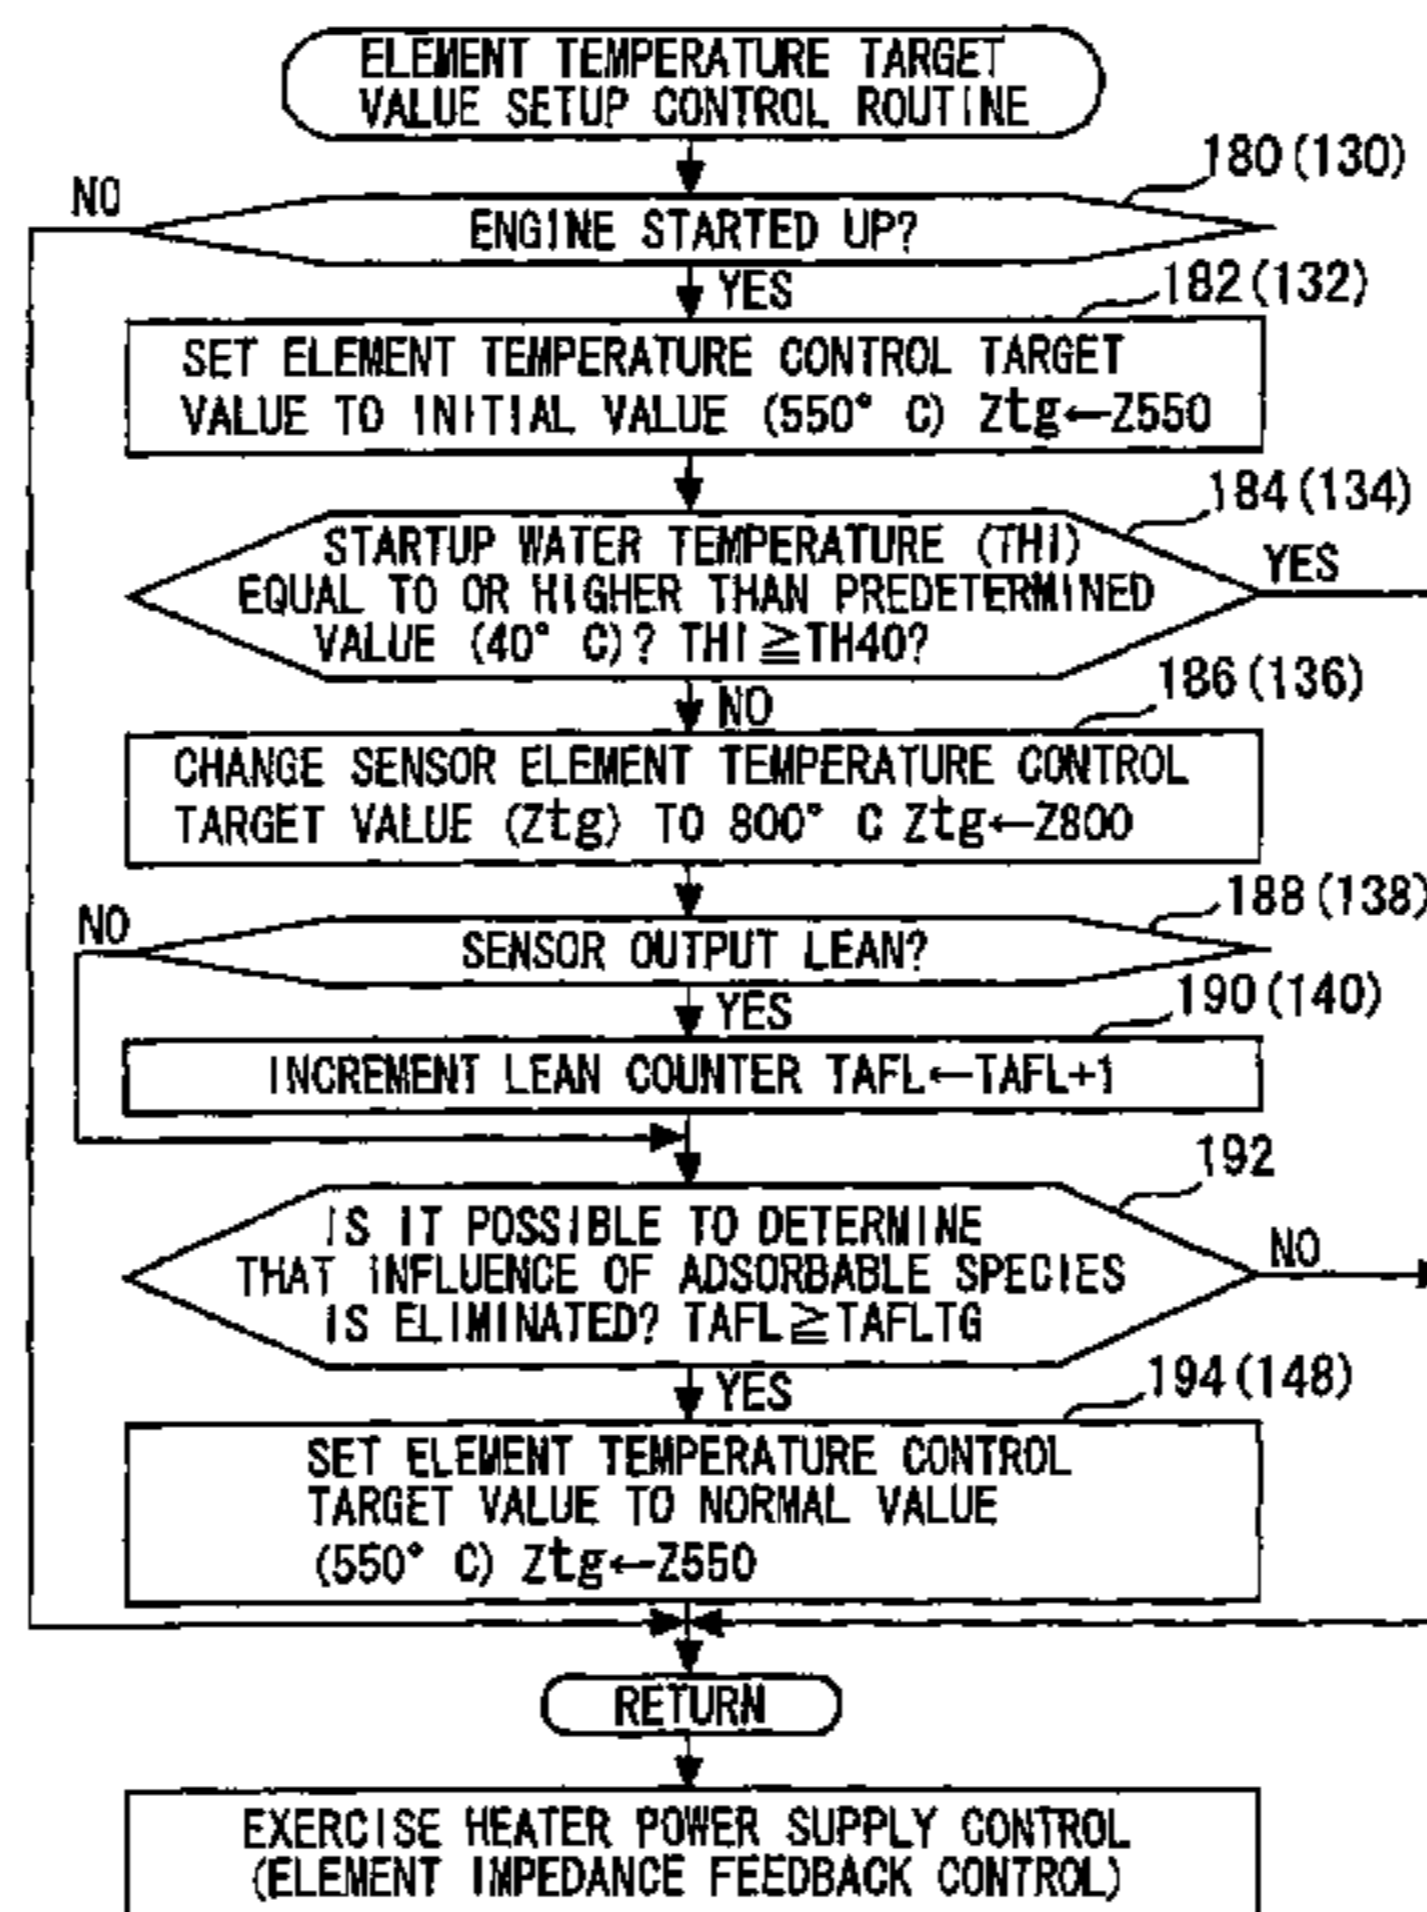 ELEMENT TEMPERATURE TARGET
VALUE SETUP CONTROL ROUTINE
180(130)
NO
ENGINE STARTED UP?
YES
182(132)
SET ELEMENT TEMPERATURE CONTROL TARGET
VALUE TO INITIAL VALUE (550° C) Ztg←Z550
184(134)
STARTUP WATER TEMPERATURE (THI)
EQUAL TO OR HIGHER THAN PREDETERMINED
VALUE (40° C)? THI≧TH40?
YES
NO
186(136)
CHANGE SENSOR ELEMENT TEMPERATURE CONTROL
TARGET VALUE (Ztg) TO 800° C Ztg←Z800
188(138)
NO
SENSOR OUTPUT LEAN?
YES
190(140)
INCREMENT LEAN COUNTER TAFL←TAFL+1
192
IS IT POSSIBLE TO DETERMINE
THAT INFLUENCE OF ADSORBABLE SPECIES
IS ELIMINATED? TAFL≧TAFLTG
NO
YES
194(148)
SET ELEMENT TEMPERATURE CONTROL
TARGET VALUE TO NORMAL VALUE
(550° C) Ztg←Z550
RETURN
EXERCISE HEATER POWER SUPPLY CONTROL
(ELEMENT IMPEDANCE FEEDBACK CONTROL)